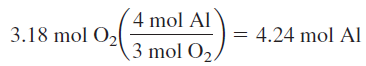 3.18 mol O₂(4 mol Al / 3 mol O₂) = 4.24 mol Al